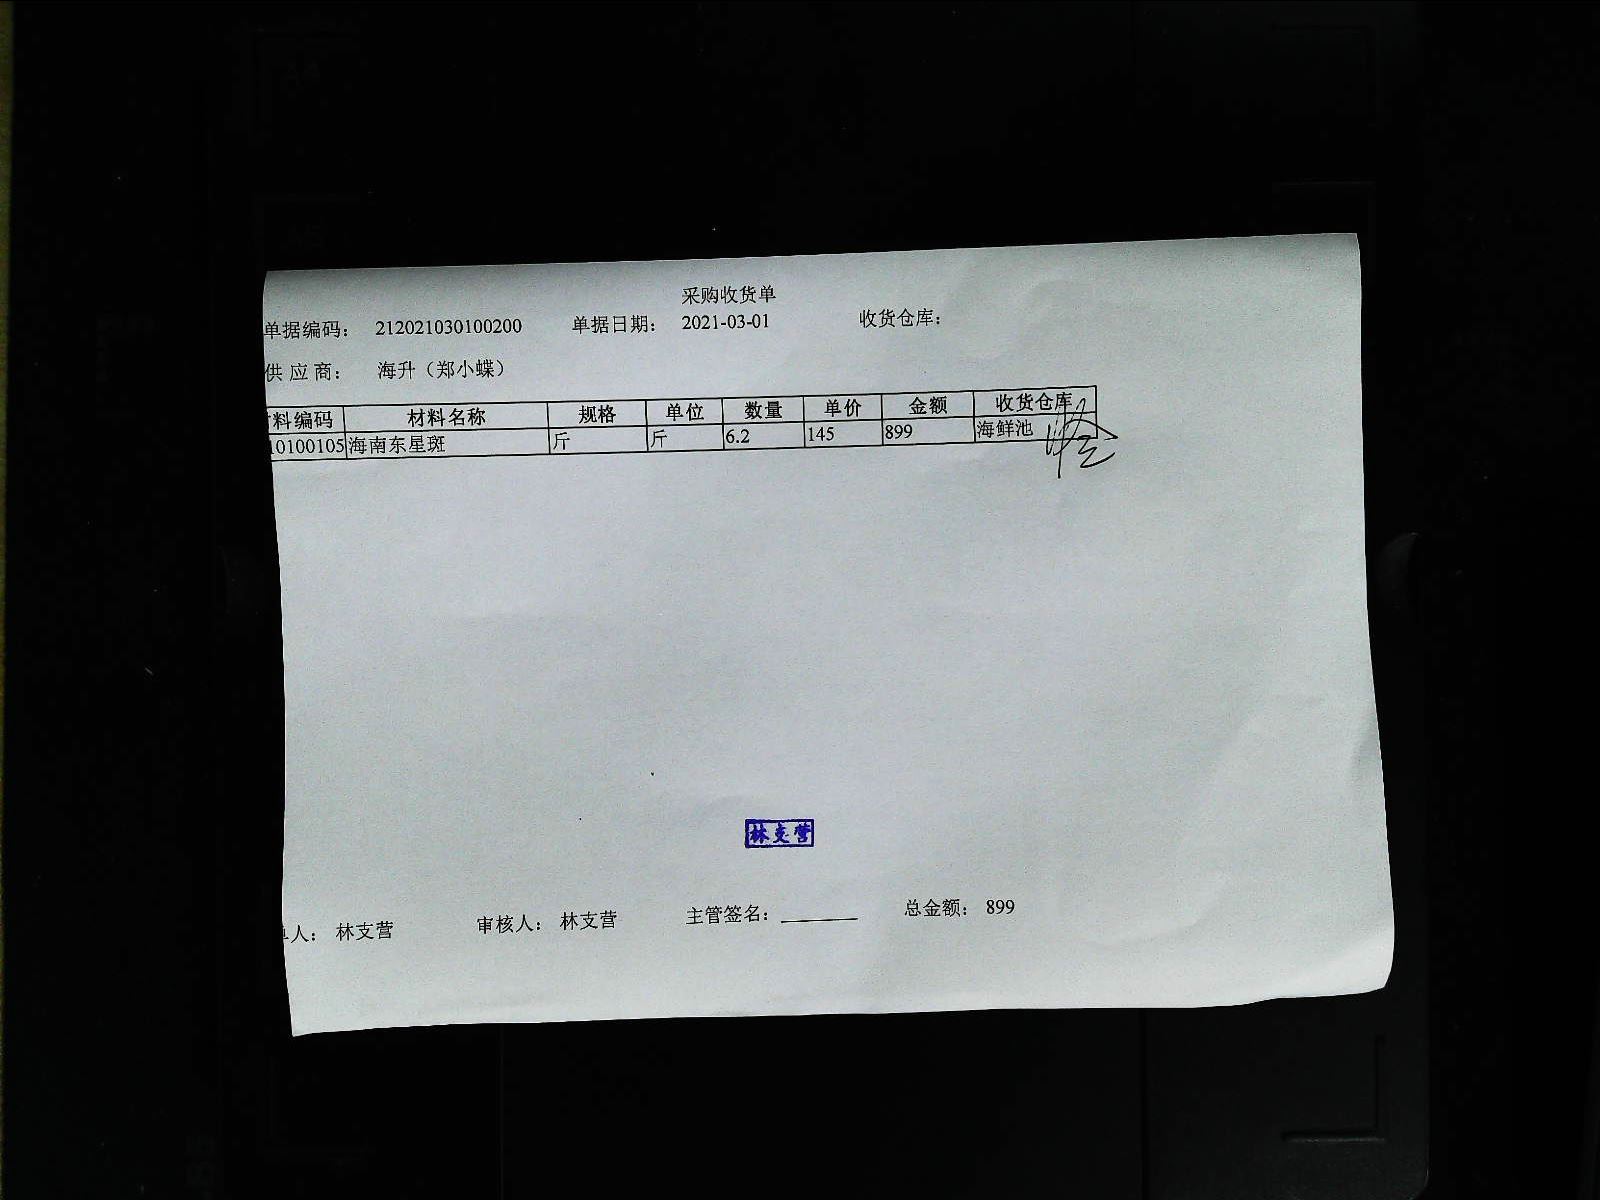 采购收货单
单据编码： 212021030100200 单据日期： 2021-03-01 收货仓库：
供 应 商： 海升（郑小蝶）
料编码 材料名称 规格 单位 数量 单价 金额 收货仓库
10100105 海南东星斑 斤 斤 6.2 145 899 海鲜池
林支营
单人： 林支营 审核人： 林支营 主管签名： ________ 总金额： 899